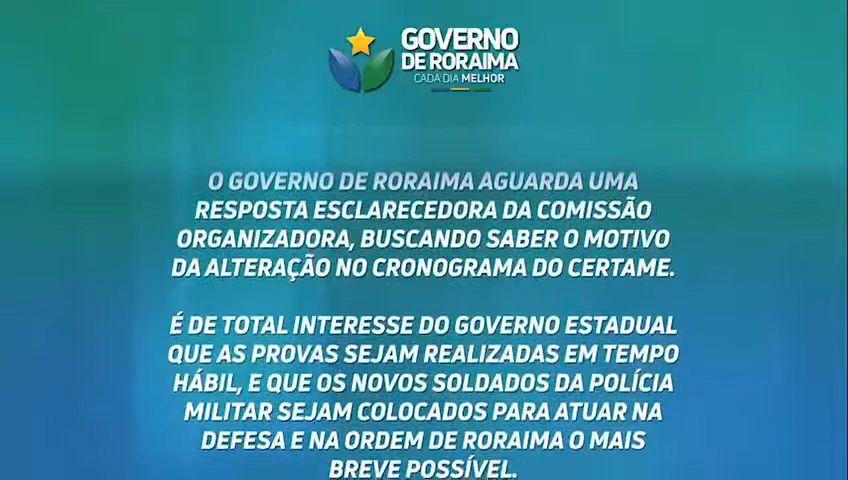 GOVERNO
DE RORAIMA
CADA DIA MELHOR
O GOVERNO DE RORAIMA AGUARDA UMA
RESPOSTA ESCLARECEDORA DA COMISSÃO
ORGANIZADORA, BUSCANDO SABER O MOTIVO
DA ALTERAÇÃO NO CRONOGRAMA DO CERTAME.
É DE TOTAL INTERESSE DO GOVERNO ESTADUAL
QUE AS PROVAS SEJAM REALIZADAS EM TEMPO
HÁBIL, E QUE OS NOVOS SOLDADOS DA POLÍCIA
MILITAR SEJAM COLOCADOS PARA ATUAR NA
DEFESA E NA ORDEM DE RORAIMA O MAIS
BREVE POSSÍVEL.